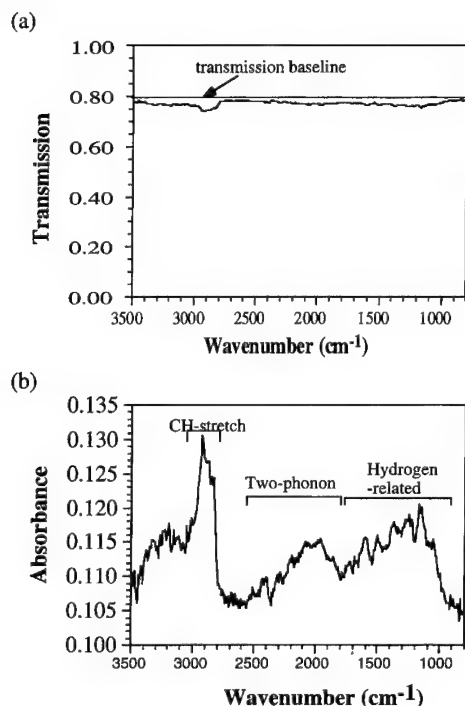 (a)
1.00
transmission baseline
0.80
0.60
0.40
0.20
0.00
Transmission
3500 3000 2500 2000 1500 1000
Wavenumber (cm-1)
(b)
0.135
CH-stretch
0.130
0.125
Two-phonon
Hydrogen
-related
0.120
0.115
0.110
0.105
0.100
Absorbance
3500 3000 2500 2000 1500 1000
Wavenumber (cm-1)